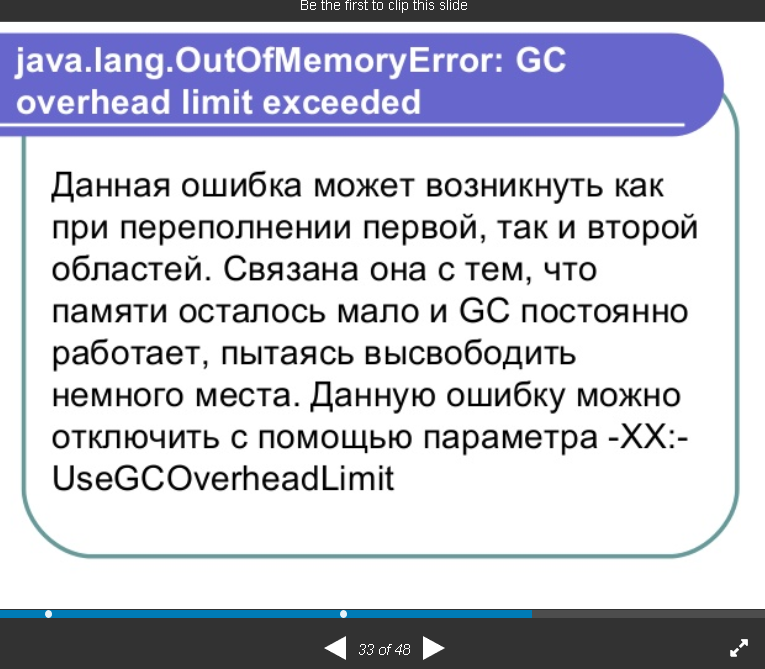 Be the first to clip this slide
java.lang.OutOfMemoryError: GC
overhead limit exceeded
Данная ошибка может возникнуть как
при переполнении первой, так и второй
областей. Связана она с тем, что
памяти осталось мало и GC постоянно
работает, пытаясь высвободить
немного места. Данную ошибку можно
отключить с помощью параметра -XX:-
UseGCOverheadLimit
33 of 48